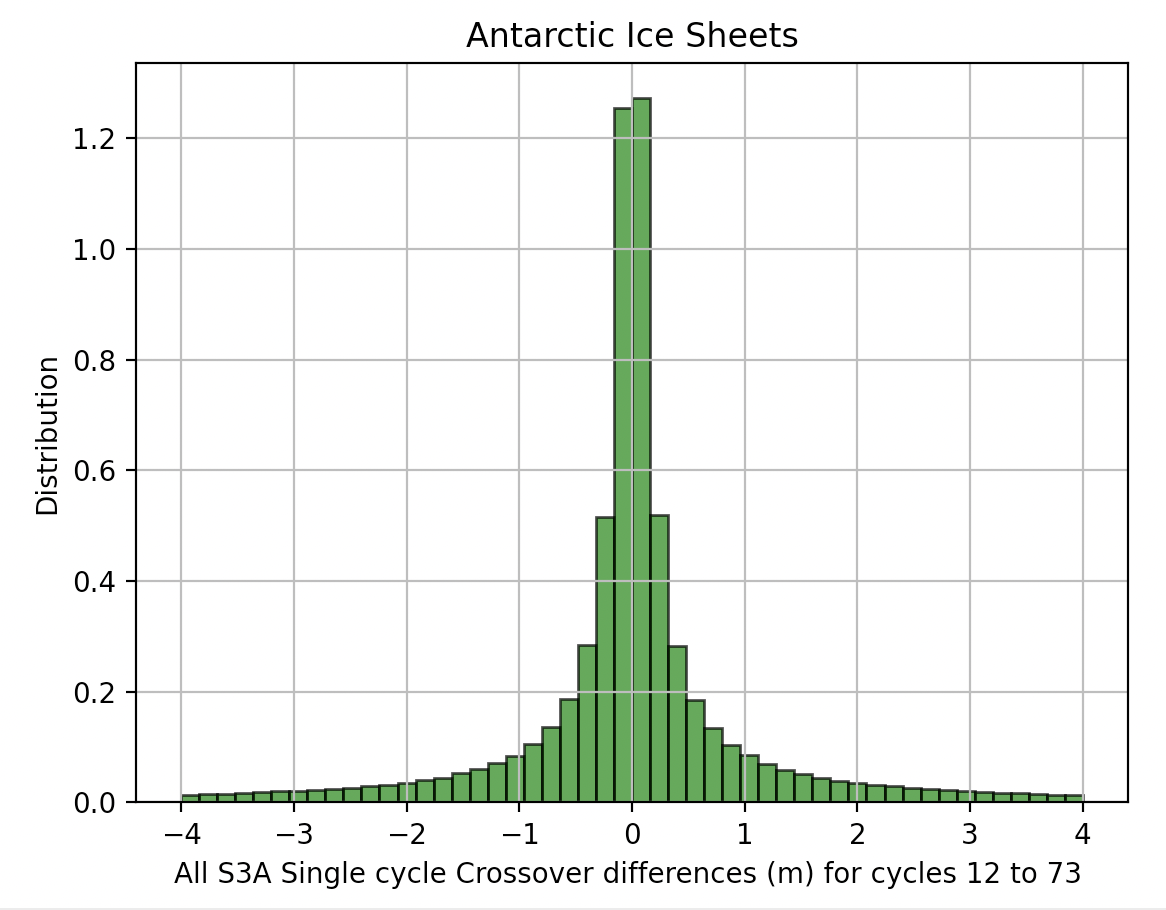 Antarctic Ice Sheets
1.2
1.0
0.8
0.6
0.4
0.2
0.0
Distribution
−4 −3 −2 −1 0 1 2 3 4
All S3A Single cycle Crossover differences (m) for cycles 12 to 73